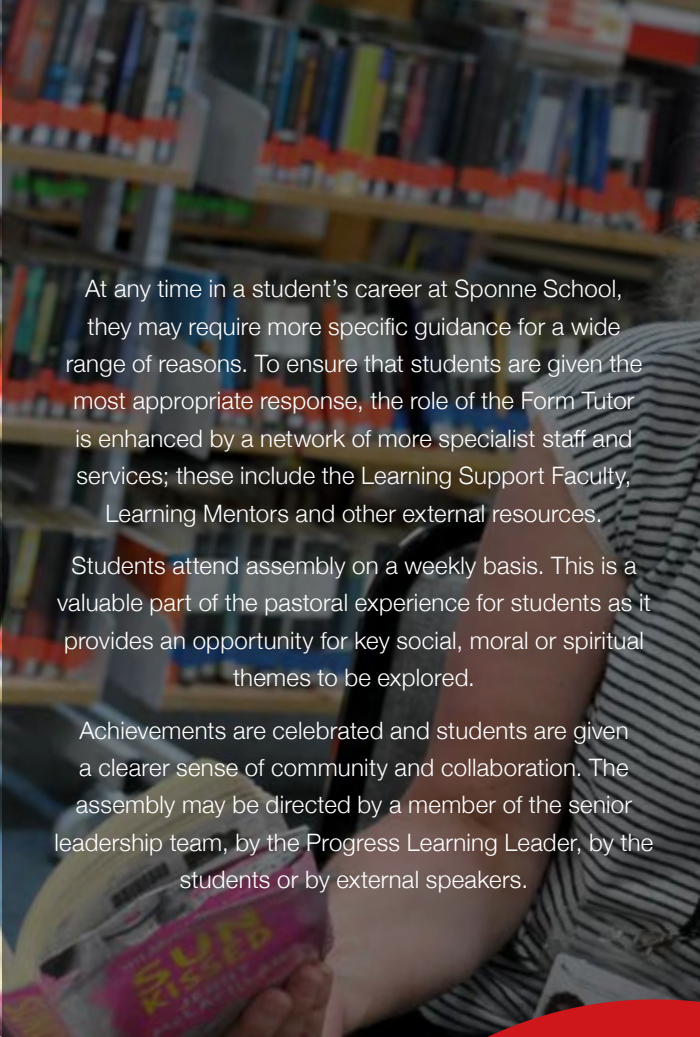 At any time in a student’s career at Sponne School,
they may require more specific guidance for a wide
range of reasons. To ensure that students are given the
most appropriate response, the role of the Form Tutor
is enhanced by a network of more specialist staff and
services; these include the Learning Support Faculty,
Learning Mentors and other external resources.
Students attend assembly on a weekly basis. This is a
valuable part of the pastoral experience for students as it
provides an opportunity for key social, moral or spiritual
themes to be explored.
Achievements are celebrated and students are given
a clearer sense of community and collaboration. The
assembly may be directed by a member of the senior
leadership team, by the Progress Learning Leader, by the
students or by external speakers.
SUN
KISSED